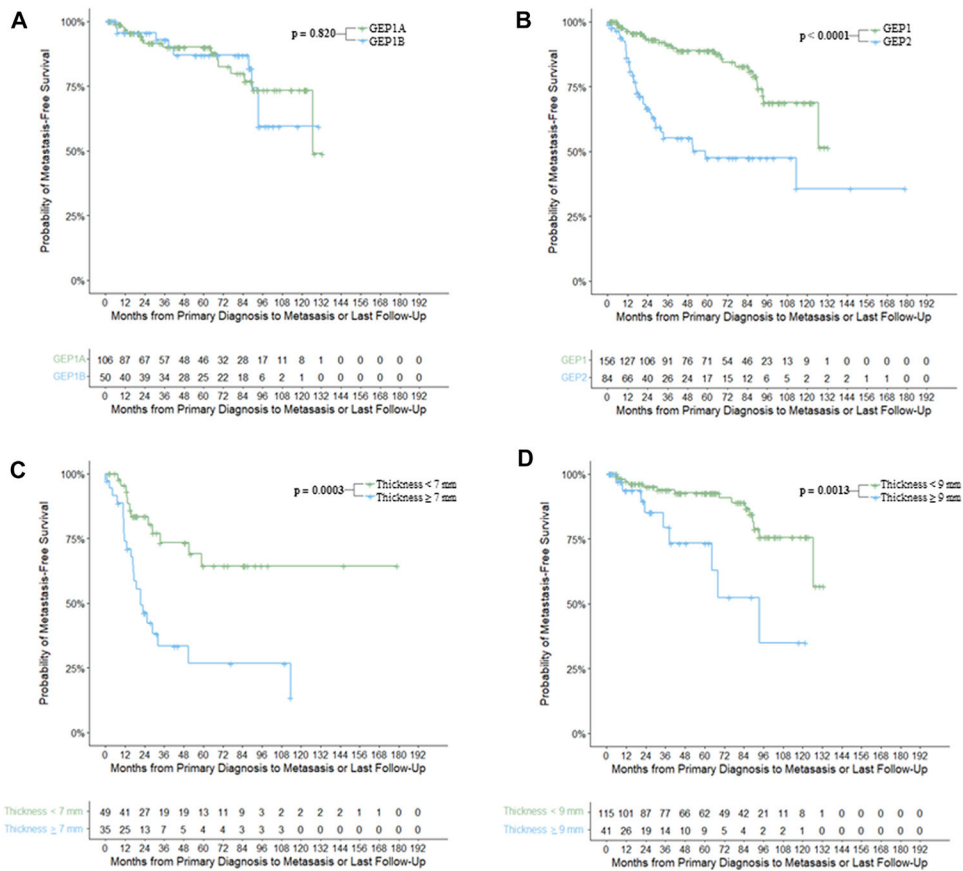 A
Probability of Metastasis-Free Survival
100%
75%
50%
25%
0%
p = 0.820
GEP1A
GEP1B
0 12 24 36 48 60 72 84 96 108 120 132 144 156 168 180 192
Months from Primary Diagnosis to Metasasis or Last Follow-Up
GEP1A 106 87 67 57 48 46 32 28 17 11 8 1 0 0 0 0 0
GEP1B 50 40 39 34 28 25 22 18 6 2 1 0 0 0 0 0 0
0 12 24 36 48 60 72 84 96 108 120 132 144 156 168 180 192
Months from Primary Diagnosis to Metasasis or Last Follow-Up
B
Probability of Metastasis-Free Survival
100%
75%
50%
25%
0%
p < 0.0001
GEP1
GEP2
0 12 24 36 48 60 72 84 96 108 120 132 144 156 168 180 192
Months from Primary Diagnosis to Metasasis or Last Follow-Up
GEP1 156 127 106 91 76 71 54 46 23 13 9 1 0 0 0 0 0
GEP2 84 66 40 26 24 17 15 12 6 5 2 2 2 1 1 0 0
0 12 24 36 48 60 72 84 96 108 120 132 144 156 168 180 192
Months from Primary Diagnosis to Metasasis or Last Follow-Up
C
Probability of Metastasis-Free Survival
100%
75%
50%
25%
0%
p = 0.0003
Thickness < 7 mm
Thickness ≥ 7 mm
0 12 24 36 48 60 72 84 96 108 120 132 144 156 168 180 192
Months from Primary Diagnosis to Metasasis or Last Follow-Up
Thickness < 7 mm 49 41 27 19 19 13 11 9 3 2 2 2 2 1 1 0 0
Thickness ≥ 7 mm 35 25 13 7 5 4 4 3 3 3 0 0 0 0 0 0 0
0 12 24 36 48 60 72 84 96 108 120 132 144 156 168 180 192
Months from Primary Diagnosis to Metasasis or Last Follow-Up
D
Probability of Metastasis-Free Survival
100%
75%
50%
25%
0%
p = 0.0013
Thickness < 9 mm
Thickness ≥ 9 mm
0 12 24 36 48 60 72 84 96 108 120 132 144 156 168 180 192
Months from Primary Diagnosis to Metasasis or Last Follow-Up
Thickness < 9 mm 115 101 87 77 66 62 49 42 21 11 8 1 0 0 0 0 0
Thickness ≥ 9 mm 41 26 19 14 10 9 5 4 2 2 1 0 0 0 0 0 0
0 12 24 36 48 60 72 84 96 108 120 132 144 156 168 180 192
Months from Primary Diagnosis to Metasasis or Last Follow-Up